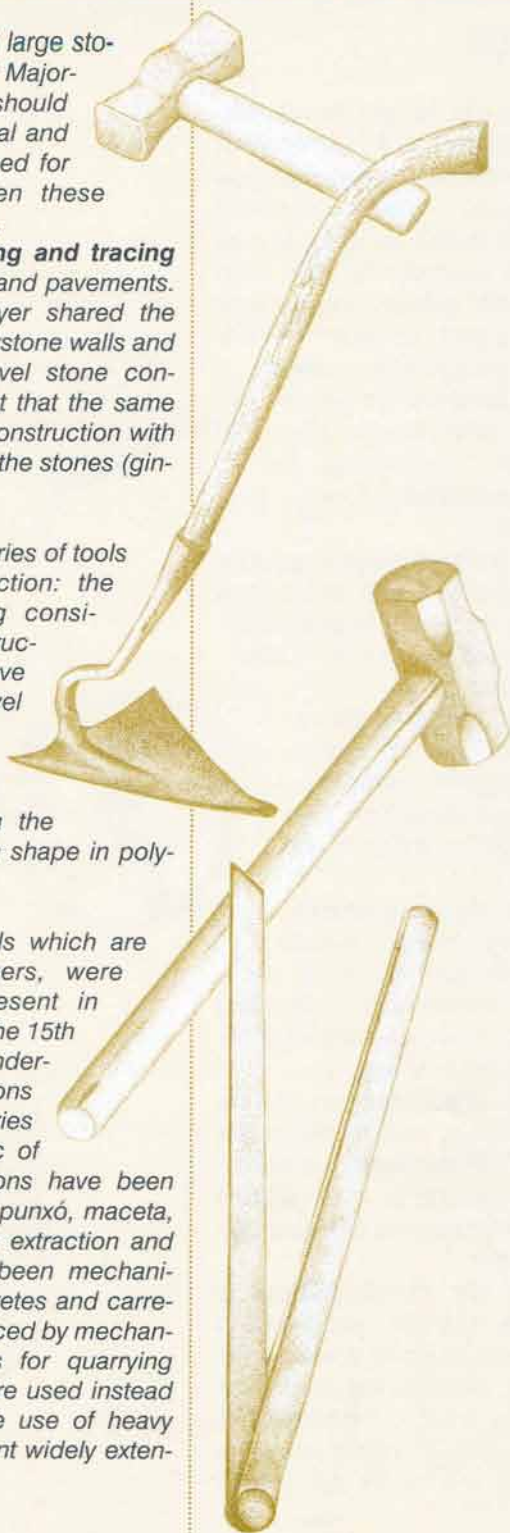 large sto-
Major-
should
al and
ed for
en these
ng and tracing
and pavements.
yer shared the
rstone walls and
vel stone con-
t that the same
onstruction with
the stones (gin-
ries of tools
ction: the
g consi-
truc-
ve
vel
the
shape in poly-
ls which are
ers, were
esent in
he 15th
nder-
ons
ries
c of
ons have been
punxó, maceta,
extraction and
been mechani-
etes and carre-
ced by mechan-
s for quarrying
re used instead
e use of heavy
nt widely exten-